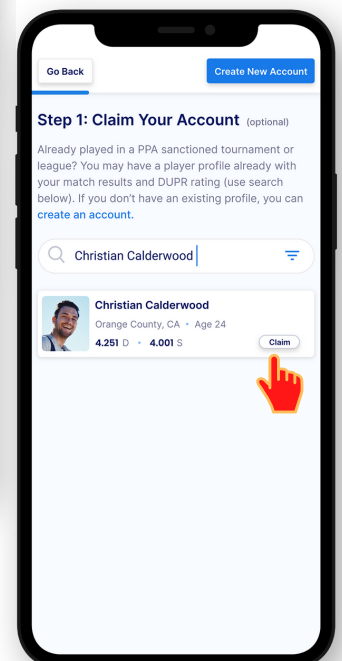 Go Back
Create New Account
Step 1: Claim Your Account (optional)
Already played in a PPA sanctioned tournament or
league? You may have a player profile already with
your match results and DUPR rating (use search
below). If you don't have an existing profile, you can
create an account.
Christian Calderwood
Christian Calderwood
Orange County, CA • Age 24
4.251 D • 4.001 S
Claim